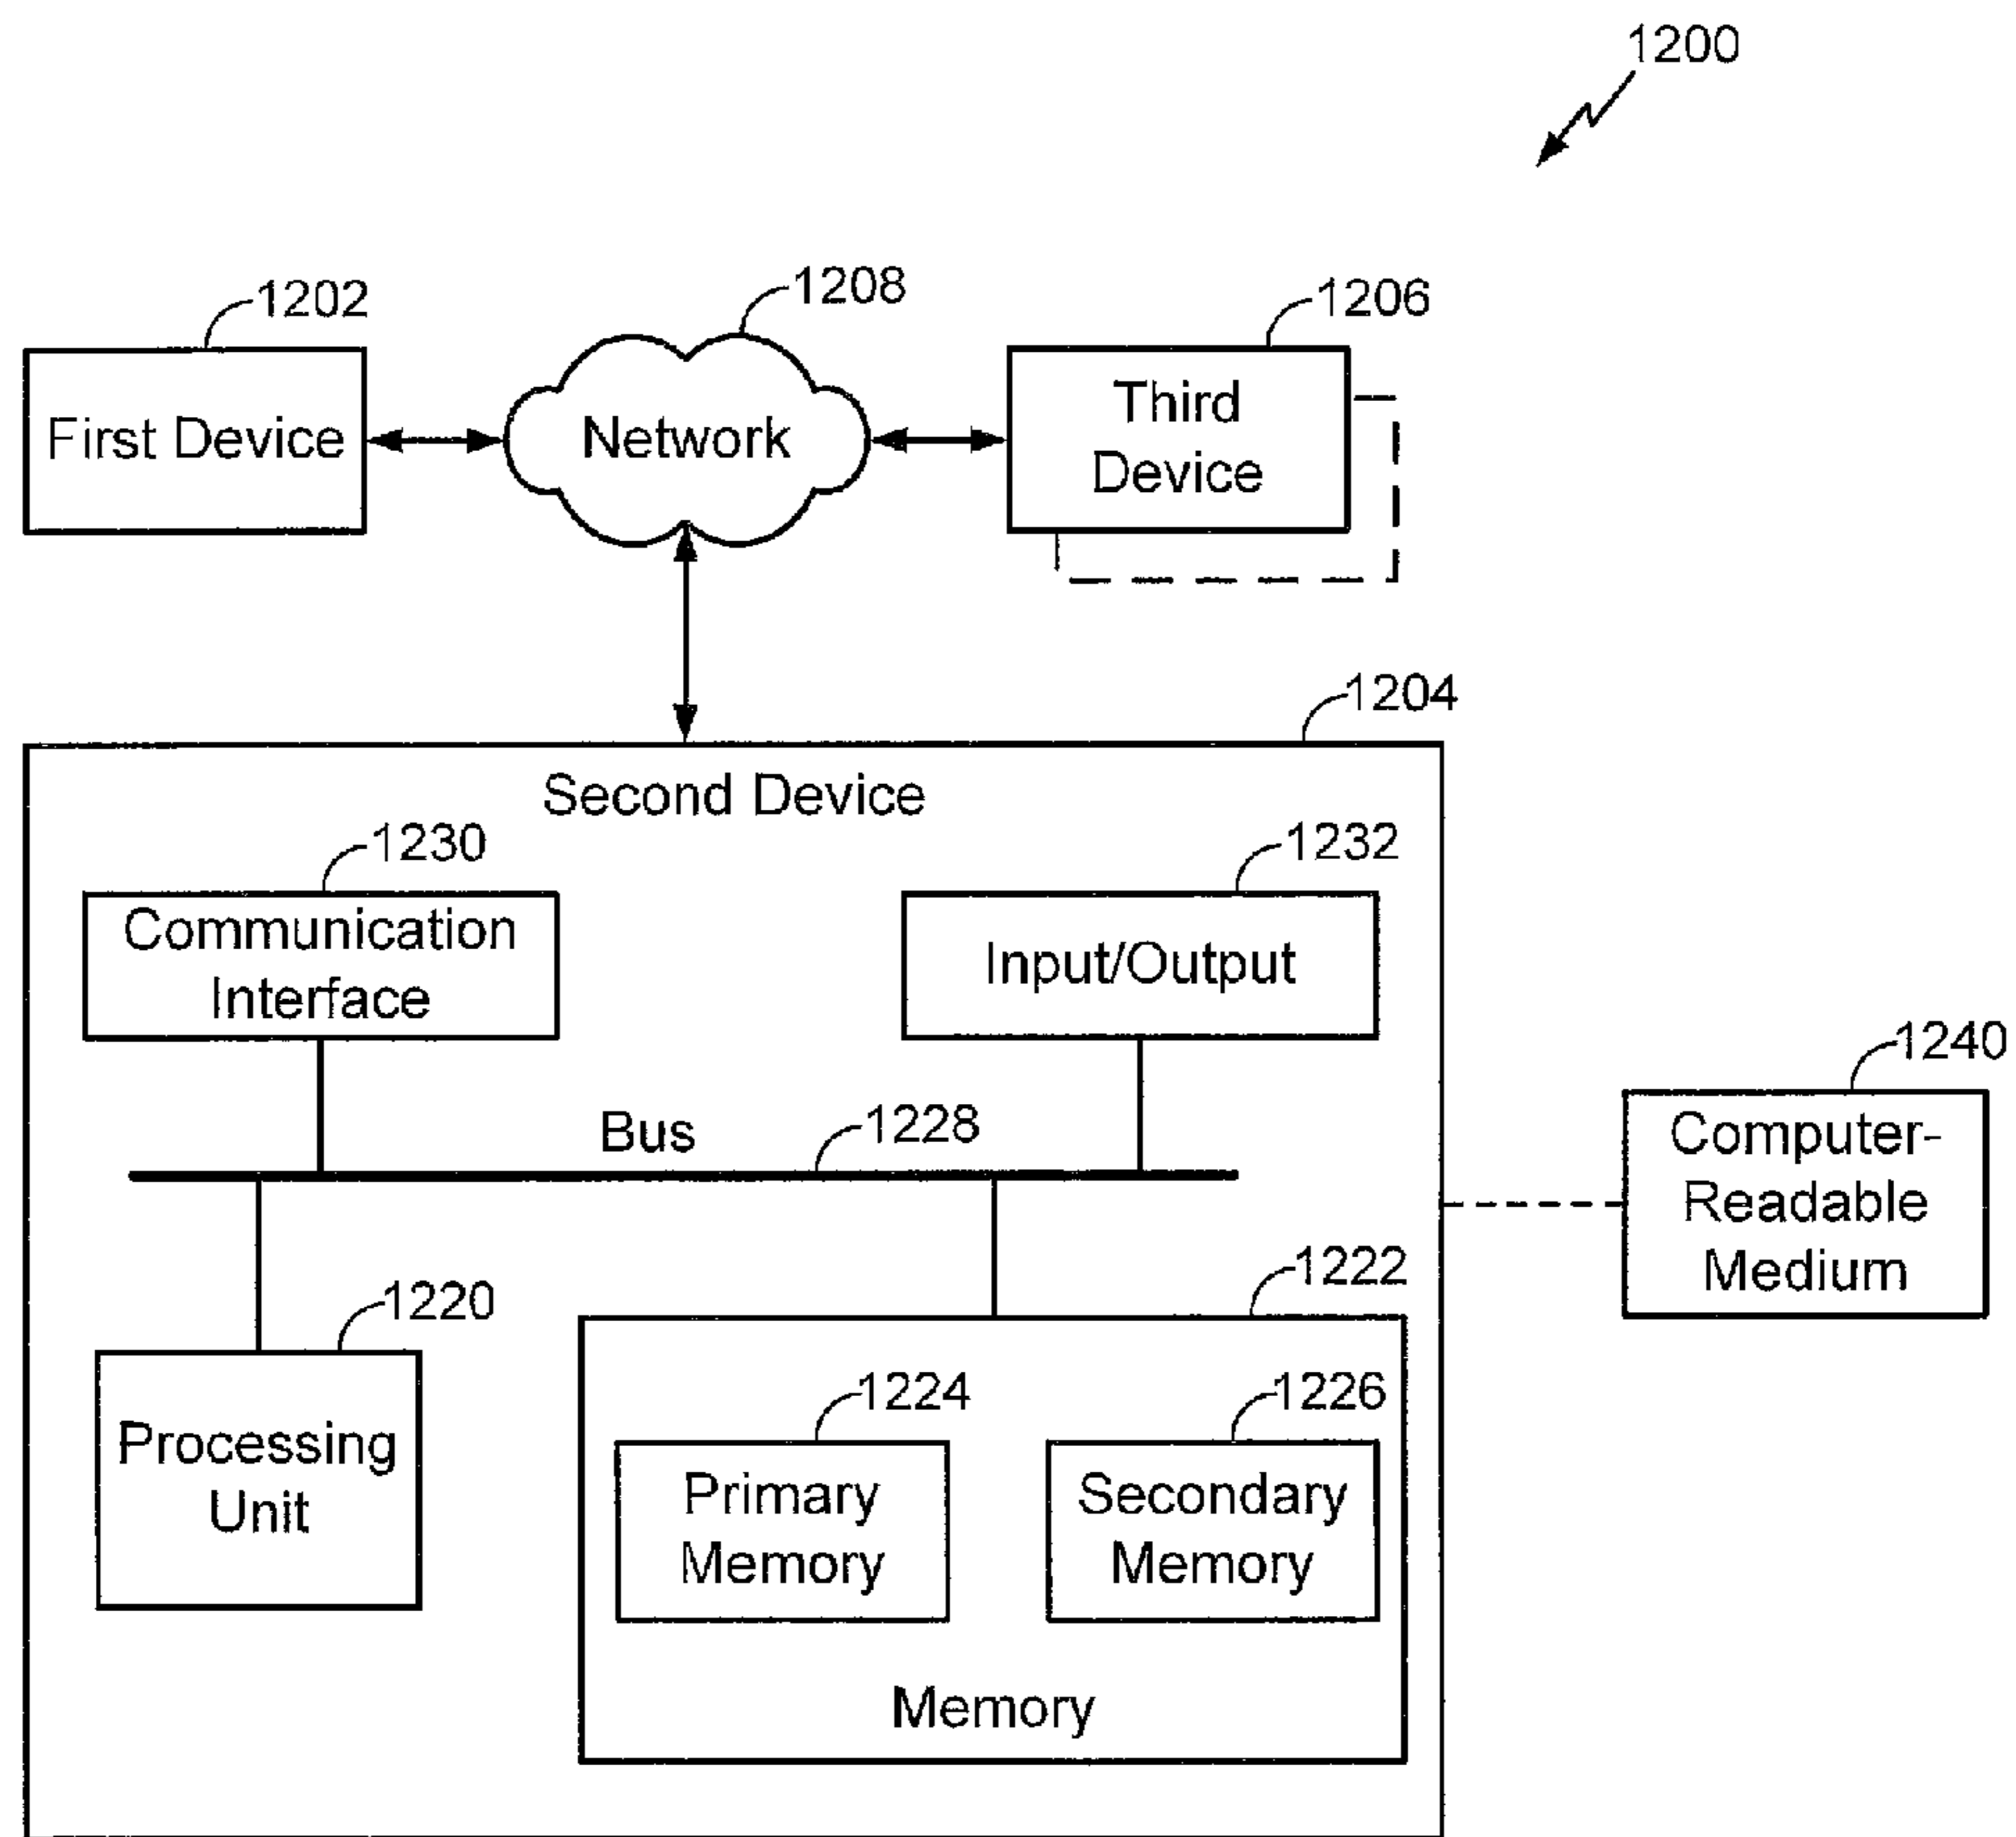 1200
1202
1208
1206
First Device
Network
Third
Device
1204
Second Device
1230
1232
Communication
Interface
Input/Output
1240
Computer-
Readable
Medium
Bus
1228
1222
1220
Processing
Unit
1224
1226
Primary
Memory
Secondary
Memory
Memory